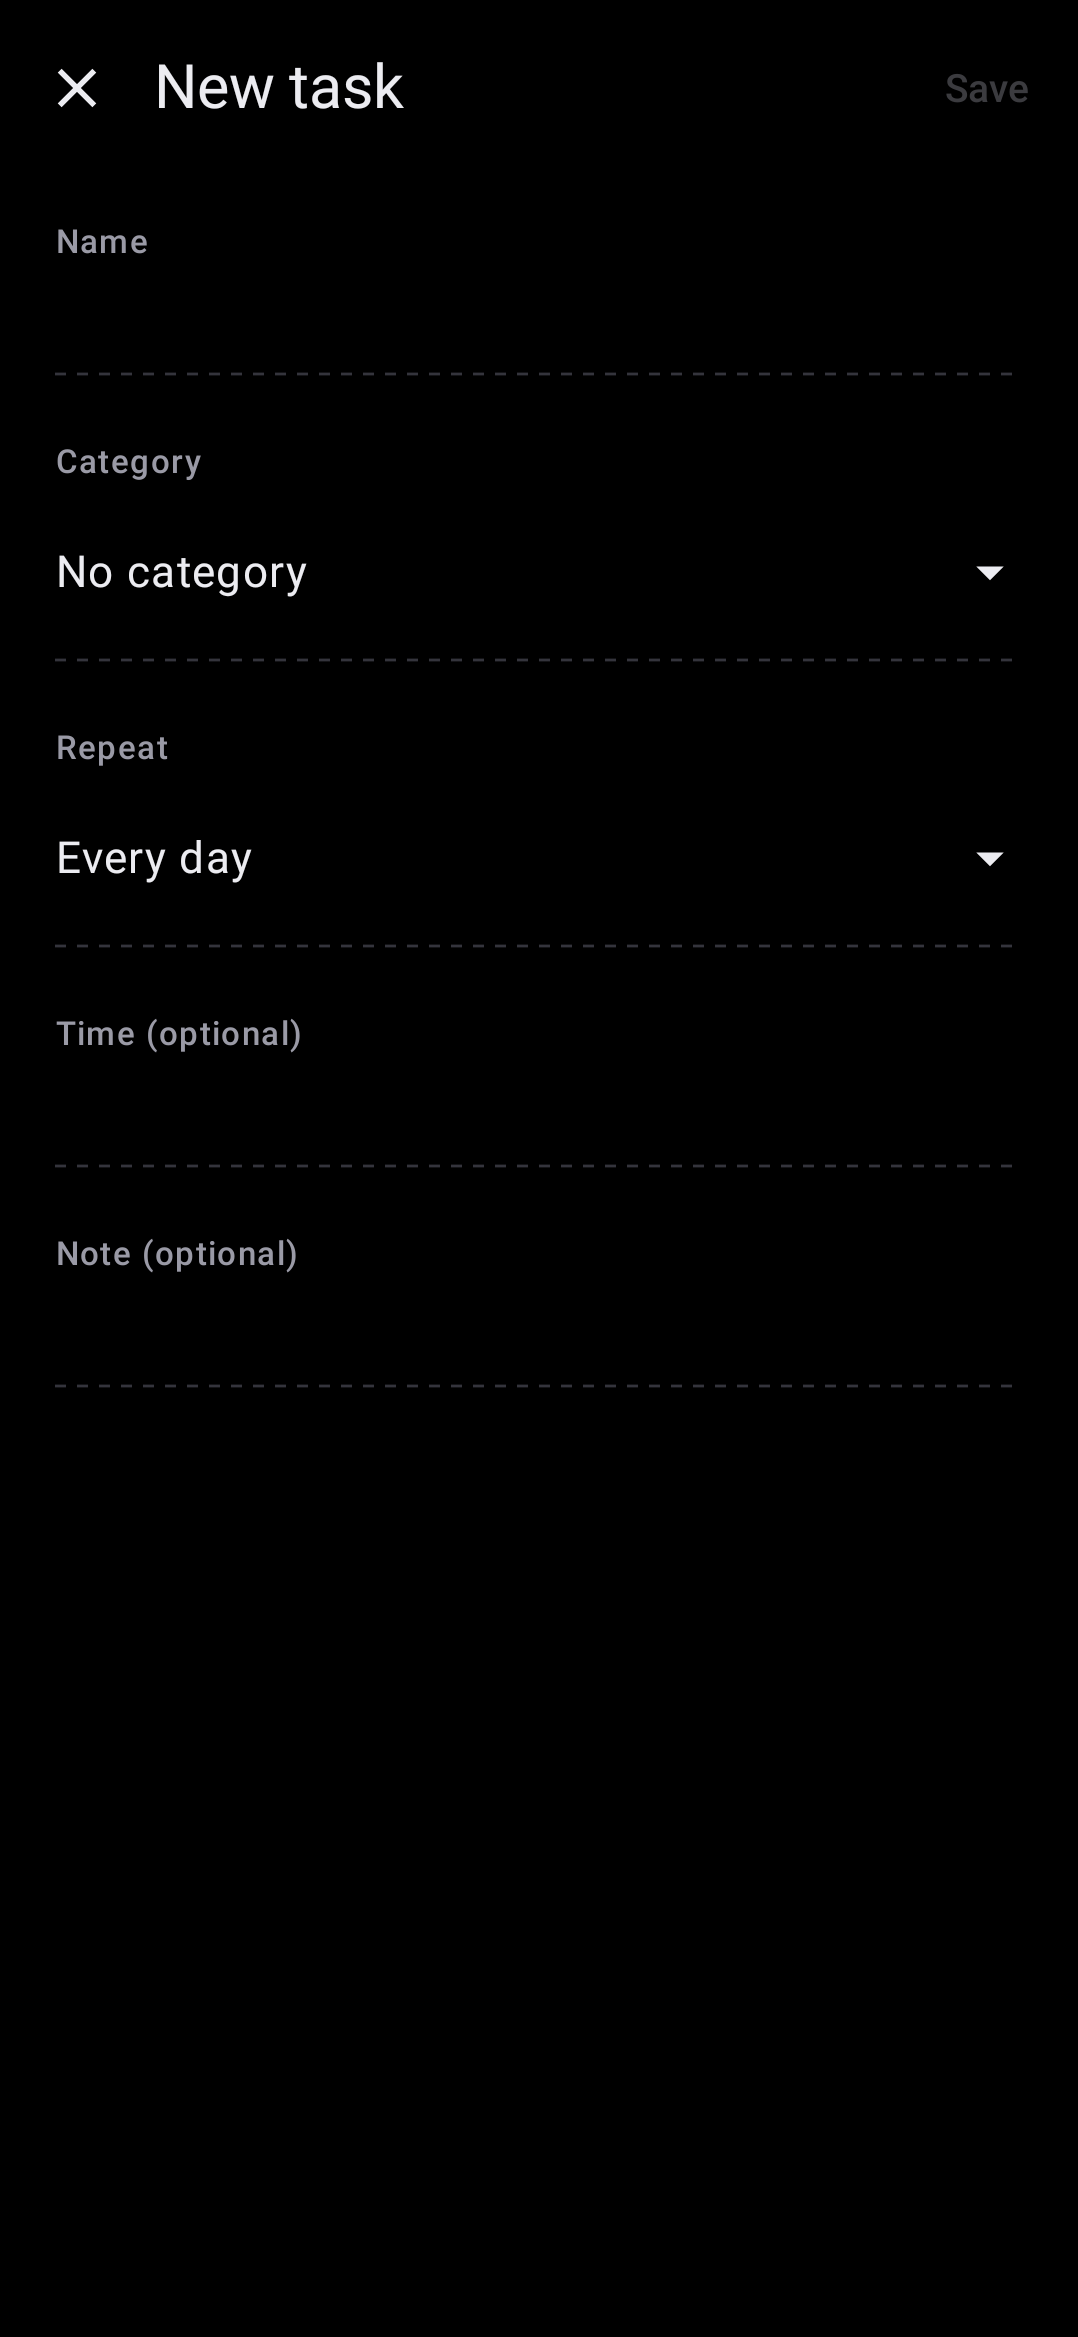 New task
Save
Name
Category
No category
Repeat
Every day
Time (optional)
Note (optional)